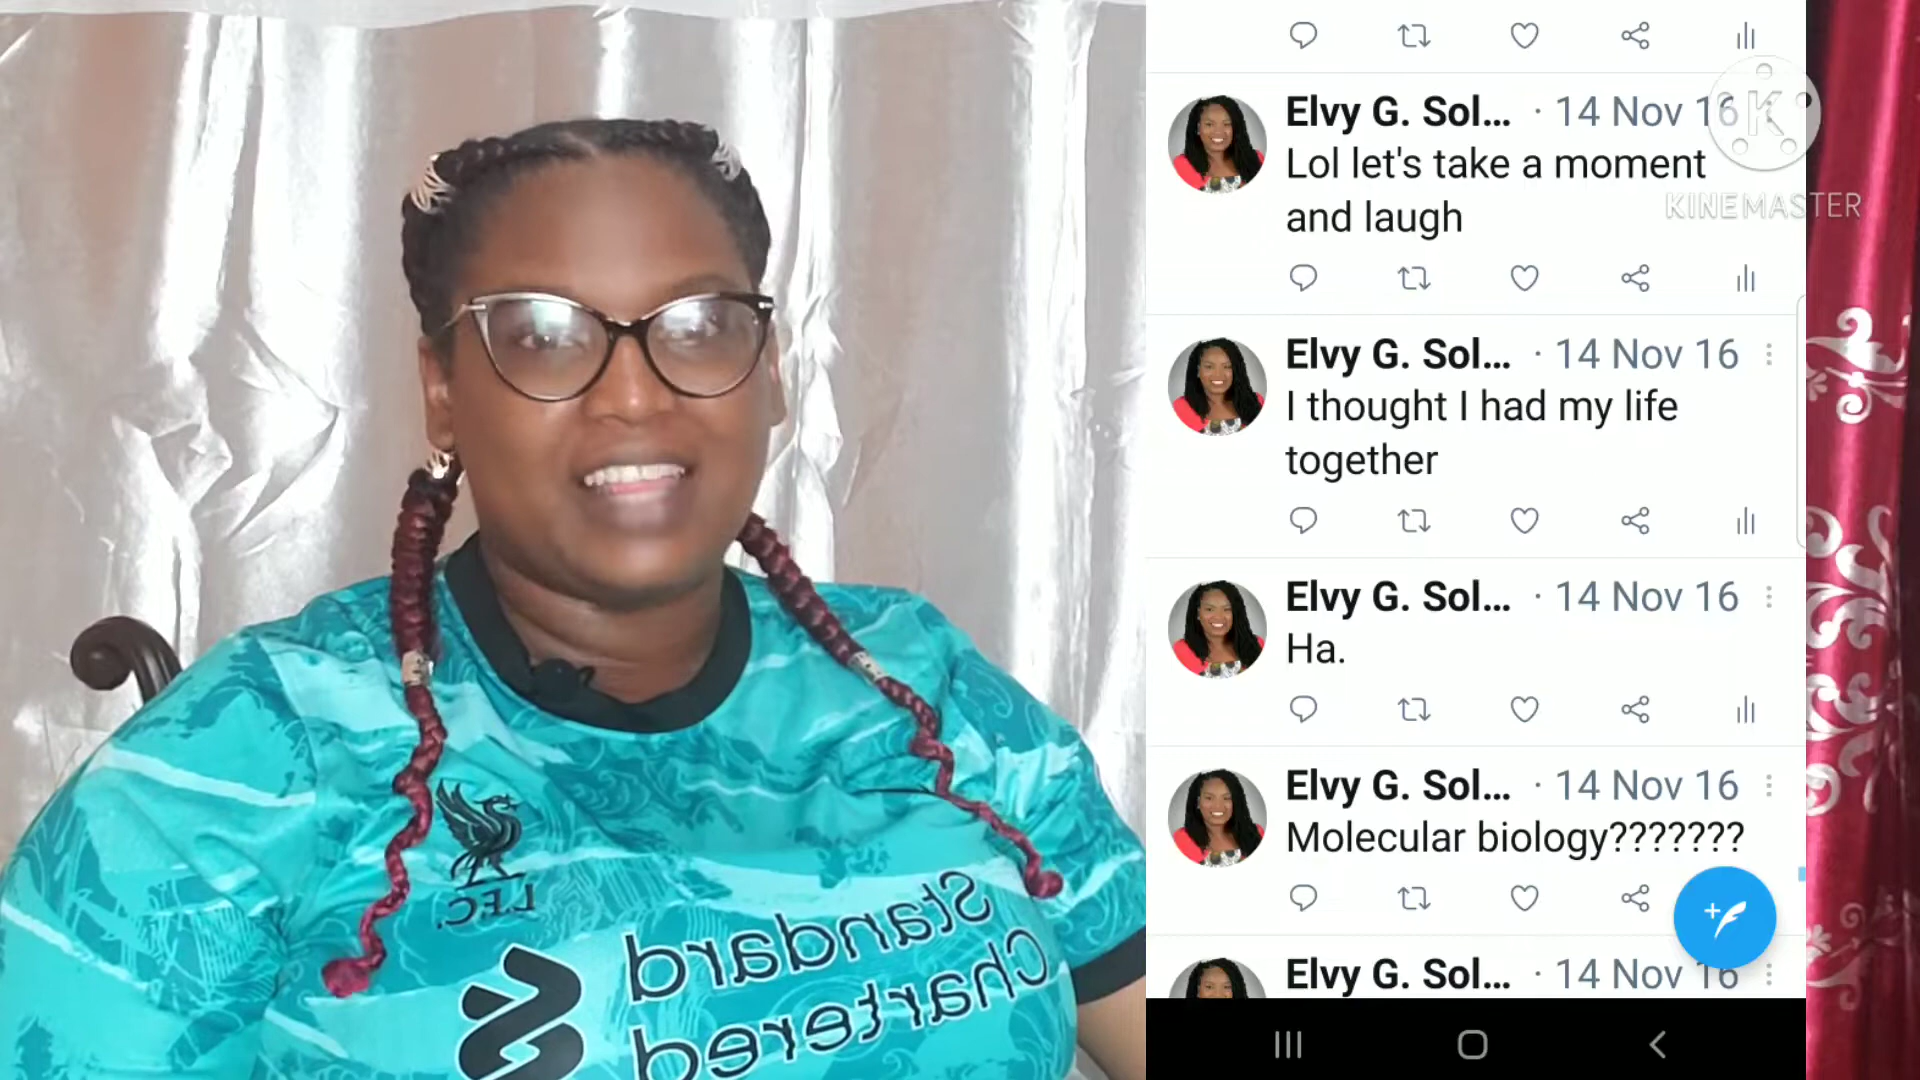 L.F.C.
Standard
Chartered
Elvy G. Sol... · 14 Nov 16
Lol let's take a moment
and laugh
Elvy G. Sol... · 14 Nov 16
I thought I had my life
together
Elvy G. Sol... · 14 Nov 16
Ha.
Elvy G. Sol... · 14 Nov 16
Molecular biology???????
Elvy G. Sol... · 14 Nov 16
K
KINEMASTER